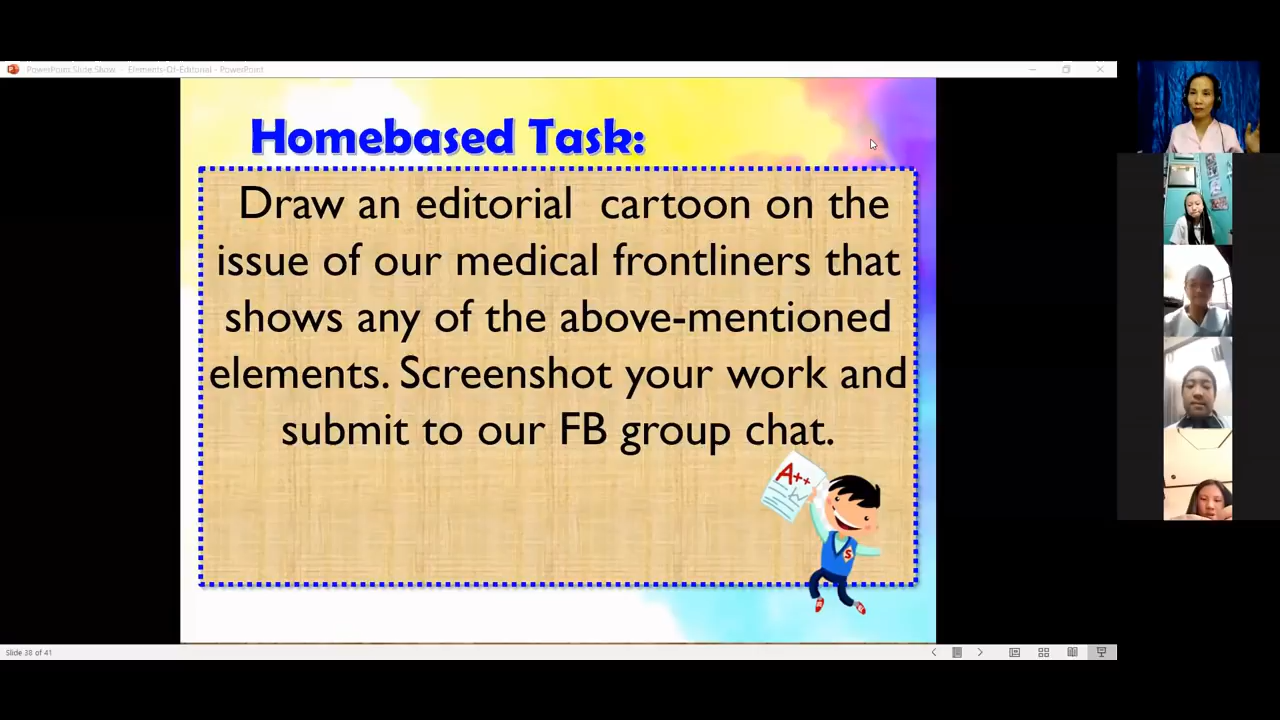 PowerPoint Slide Show - Elements-Of-Editorial - PowerPoint
Homebased Task:
Draw an editorial cartoon on the
issue of our medical frontliners that
shows any of the above-mentioned
elements. Screenshot your work and
submit to our FB group chat.
A++
S
Slide 38 of 41